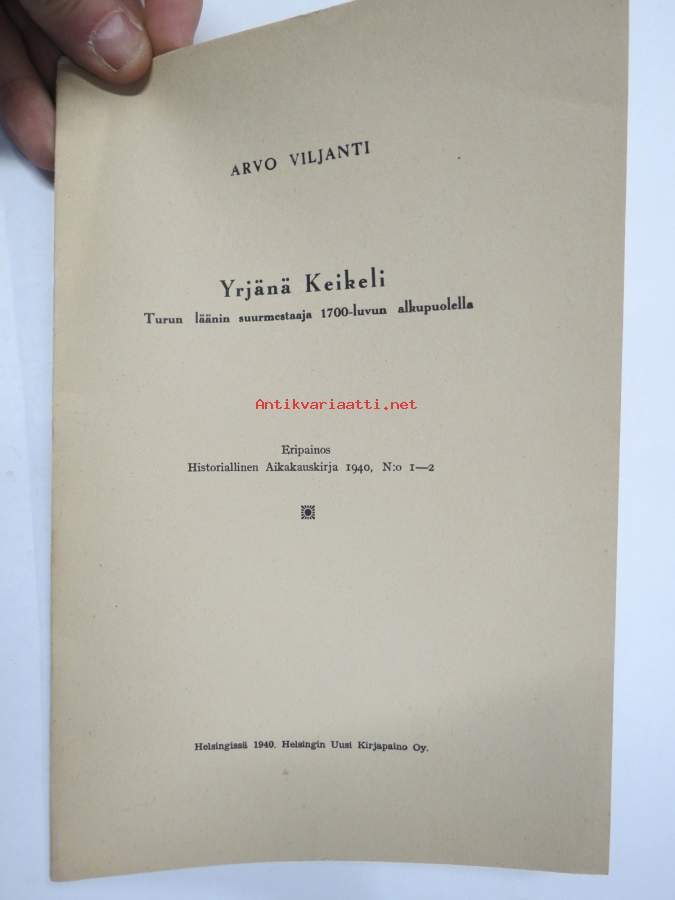 ARVO VILJANTI
Yrjänä Keikeli
Turun läänin suurmestaaja 1700-luvun alkupuolella
Antikvariaatti.net
Eripainos
Historiallinen Aikakauskirja 1940, N:o 1—2
Helsingissä 1940. Helsingin Uusi Kirjapaino Oy.